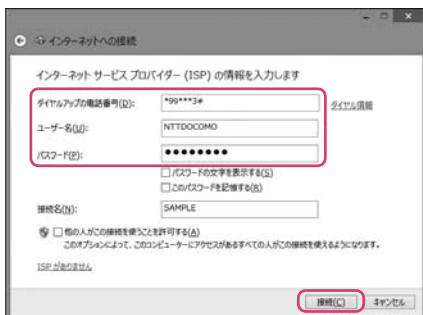 インターネットへの接続
インターネット サービス プロバイダー (ISP) の情報を入力します
ダイヤルアップの電話番号(D): *99***3# ダイヤル情報
ユーザー名(U): NTTDOCOMO
パスワード(P): ●●●●●●●●
パスワードの文字を表示する(S)
このパスワードを記憶する(R)
接続名(N): SAMPLE
他の人がこの接続を使うことを許可する(A)
このオプションによって、このコンピューターにアクセスがあるすべての人がこの接続を使えるようになります。
ISP がありません
接続(C) キャンセル